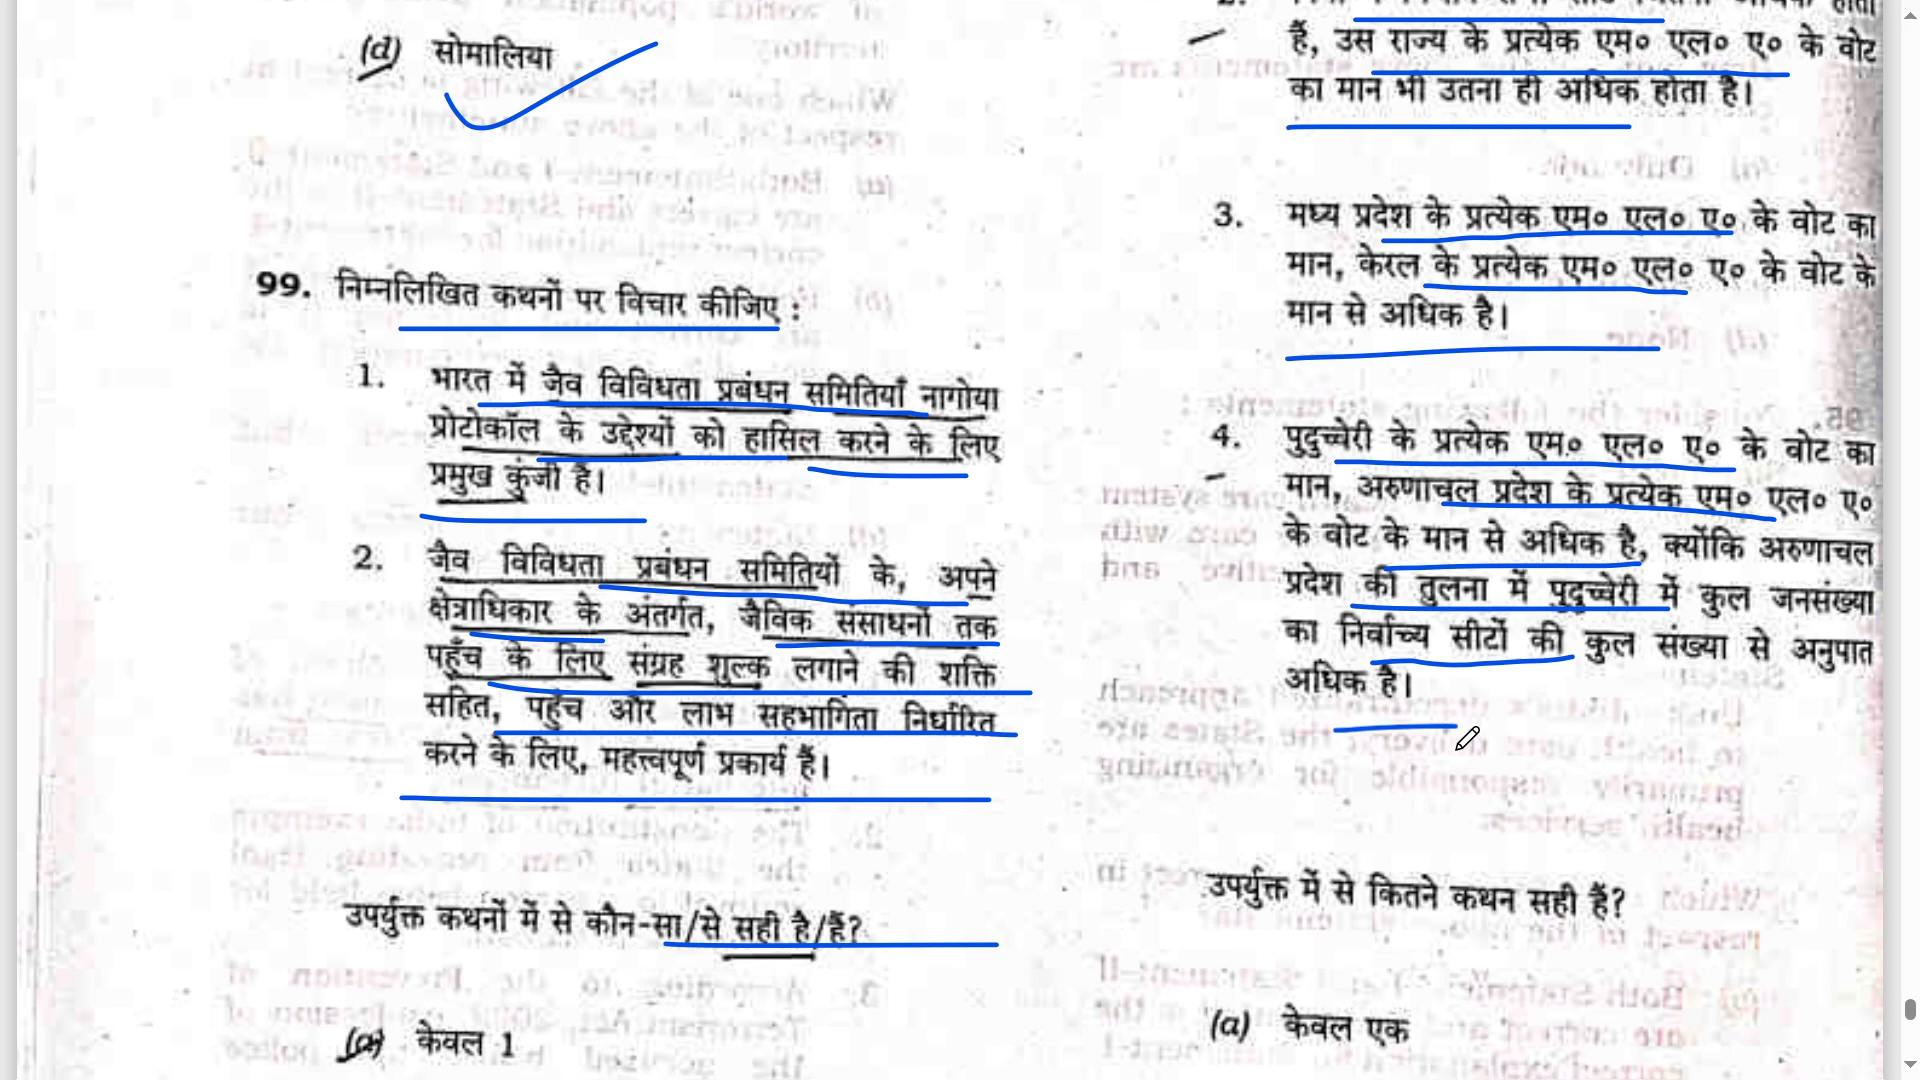 (d) सोमालिया
99. निम्नलिखित कथनों पर विचार कीजिए :
1. भारत में जैव विविधता प्रबंधन समितियाँ नागोया
प्रोटोकॉल के उद्देश्यों को हासिल करने के लिए
प्रमुख कुंजी हैं।
2. जैव विविधता प्रबंधन समितियों के, अपने
क्षेत्राधिकार के अंतर्गत, जैविक संसाधनों तक
पहुँच के लिए संग्रह शुल्क लगाने की शक्ति
सहित, पहुँच और लाभ सहभागिता निर्धारित
करने के लिए, महत्त्वपूर्ण प्रकार्य हैं।
उपर्युक्त कथनों में से कौन-सा/से सही है/हैं?
(a) केवल 1
है, उस राज्य के प्रत्येक एम० एल० ए० के वोट
का मान भी उतना ही अधिक होता है।
3. मध्य प्रदेश के प्रत्येक एम० एल० ए० के वोट का
मान, केरल के प्रत्येक एम० एल० ए० के वोट के
मान से अधिक है।
4. पुदुच्चेरी के प्रत्येक एम० एल० ए० के वोट का
मान, अरुणाचल प्रदेश के प्रत्येक एम० एल० ए०
के वोट के मान से अधिक है, क्योंकि अरुणाचल
प्रदेश की तुलना में पुदुच्चेरी में कुल जनसंख्या
का निर्वाच्य सीटों की कुल संख्या से अनुपात
अधिक है।
उपर्युक्त में से कितने कथन सही हैं?
(a) केवल एक